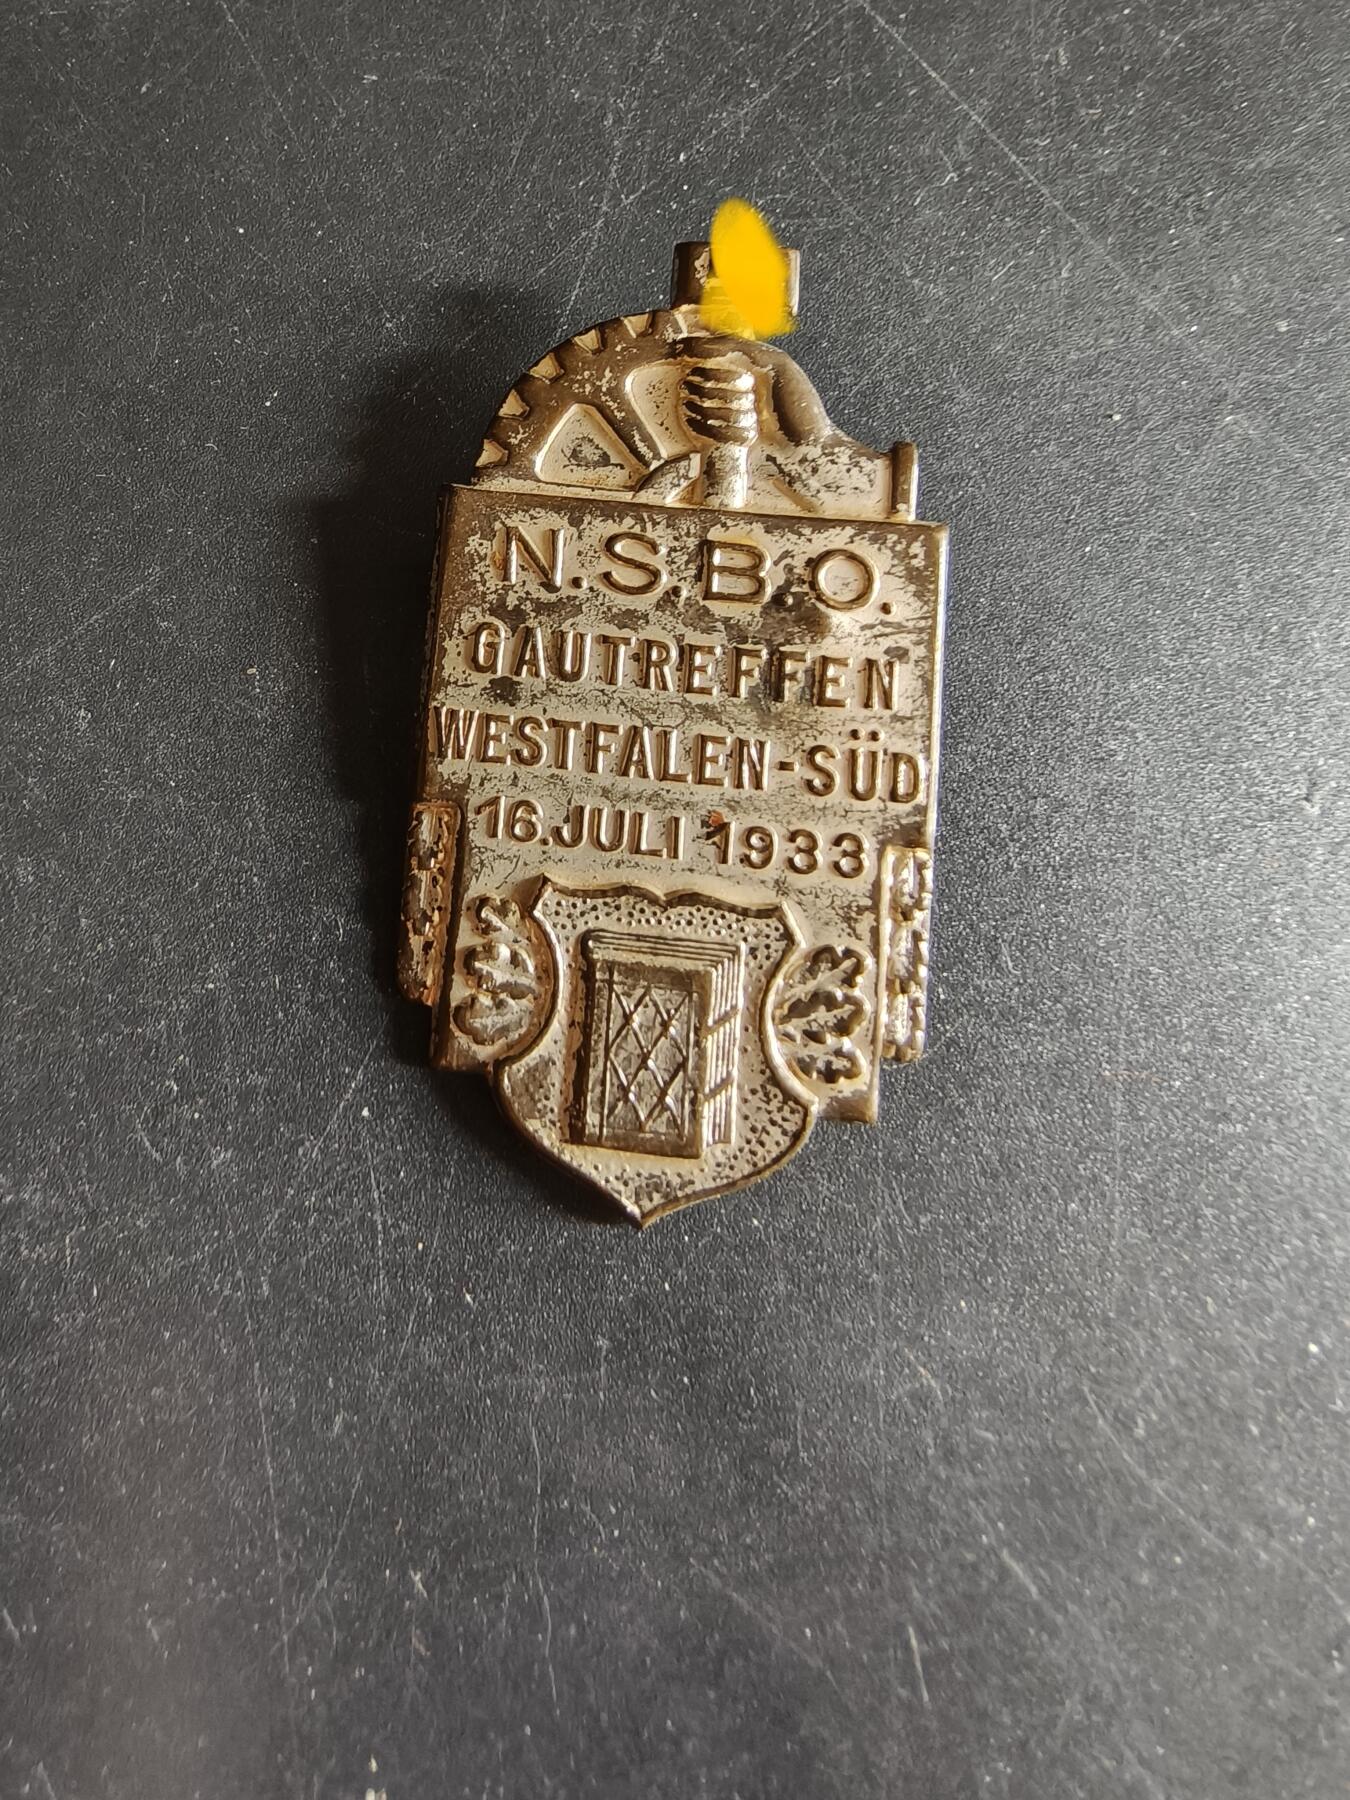 N.S.B.O.
GAUTREFFEN
WESTFALEN-SÜD
16.JULI 1933